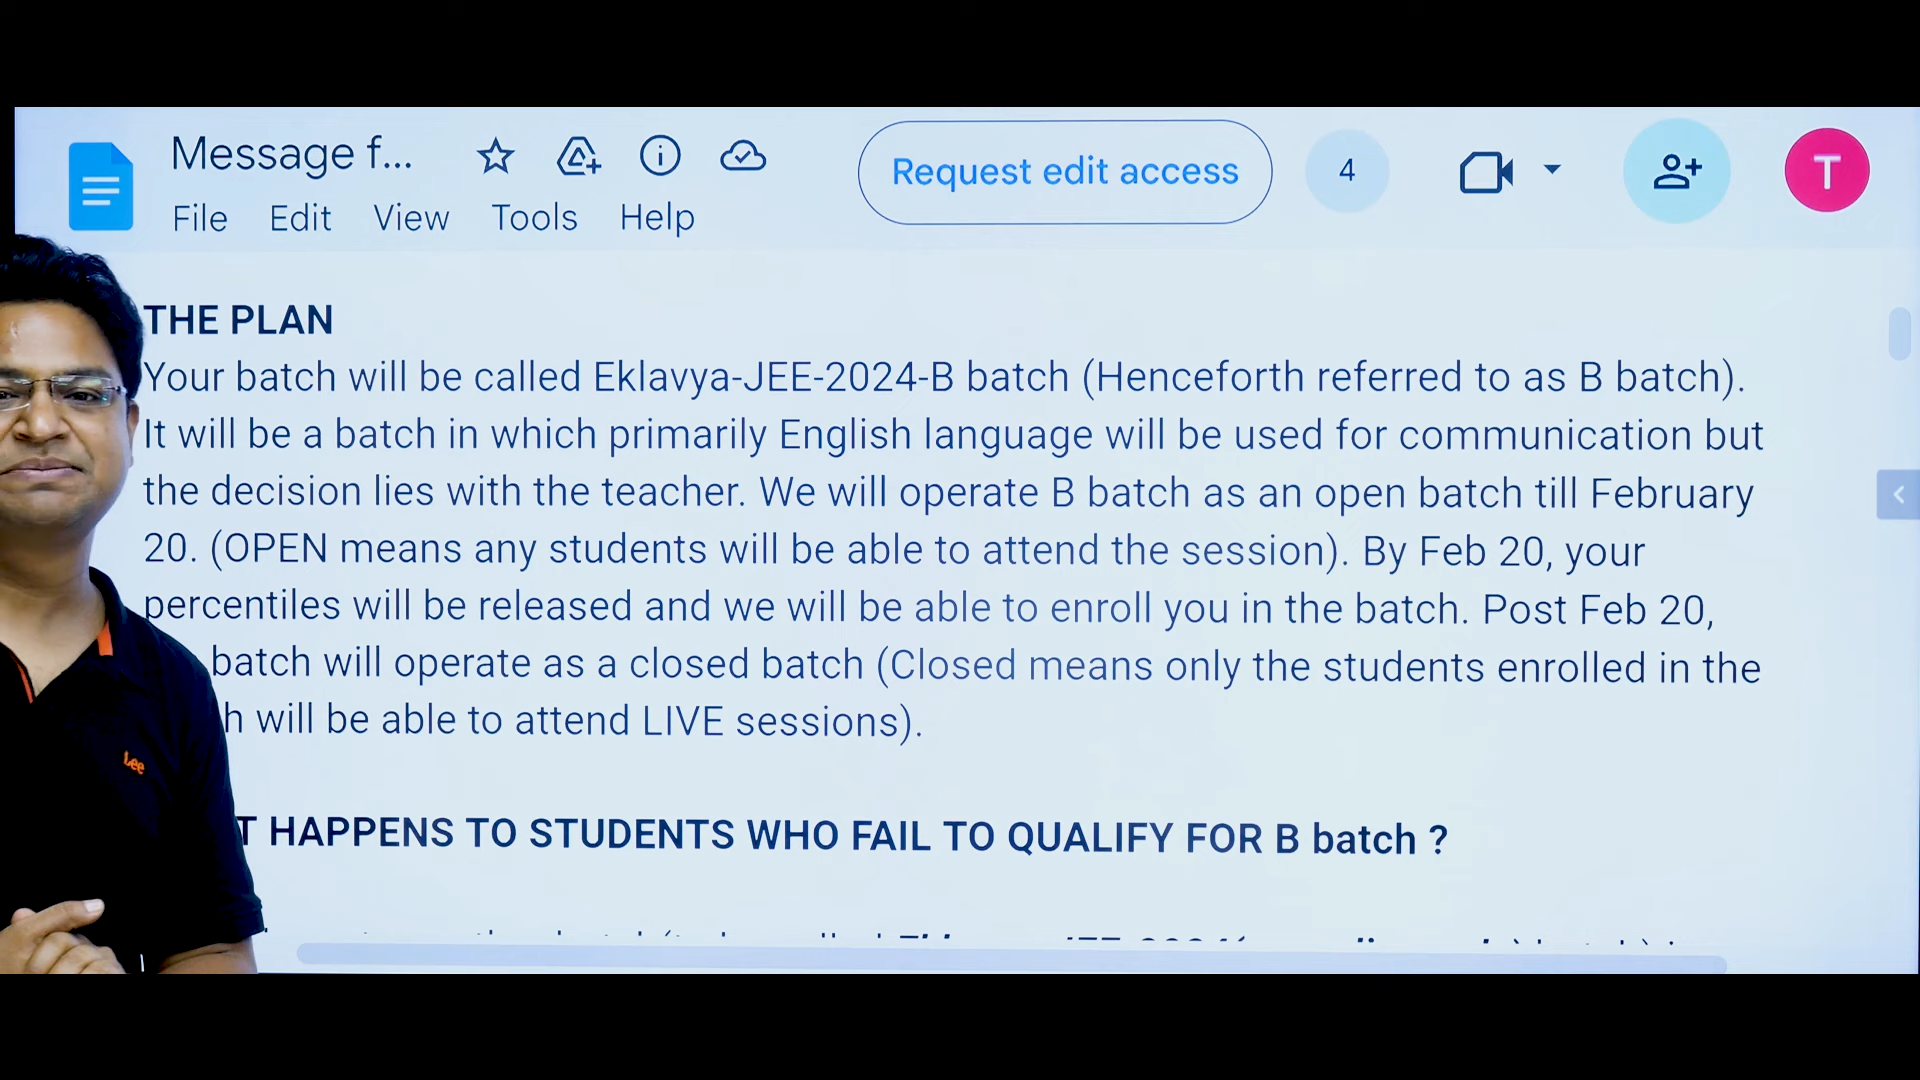 Message f...
Request edit access
4
T
File Edit View Tools Help
THE PLAN
Your batch will be called Eklavya-JEE-2024-B batch (Henceforth referred to as B batch).
It will be a batch in which primarily English language will be used for communication but
the decision lies with the teacher. We will operate B batch as an open batch till February
20. (OPEN means any students will be able to attend the session). By Feb 20, your
percentiles will be released and we will be able to enroll you in the batch. Post Feb 20,
batch will operate as a closed batch (Closed means only the students enrolled in the
h will be able to attend LIVE sessions).
Lee
T HAPPENS TO STUDENTS WHO FAIL TO QUALIFY FOR B batch ?